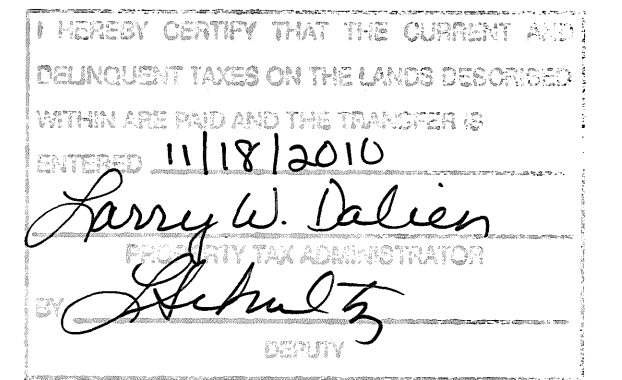 I HEREBY CERTIFY THAT THE CURRENT AND
DELINQUENT TAXES ON THE LANDS DESCRIBED
WITHIN ARE PAID AND THE TRANSFER IS
ENTERED 11/18/2010
Larry W. Dalien
PROPERTY TAX ADMINISTRATOR
BY L Schultz
DEPUTY